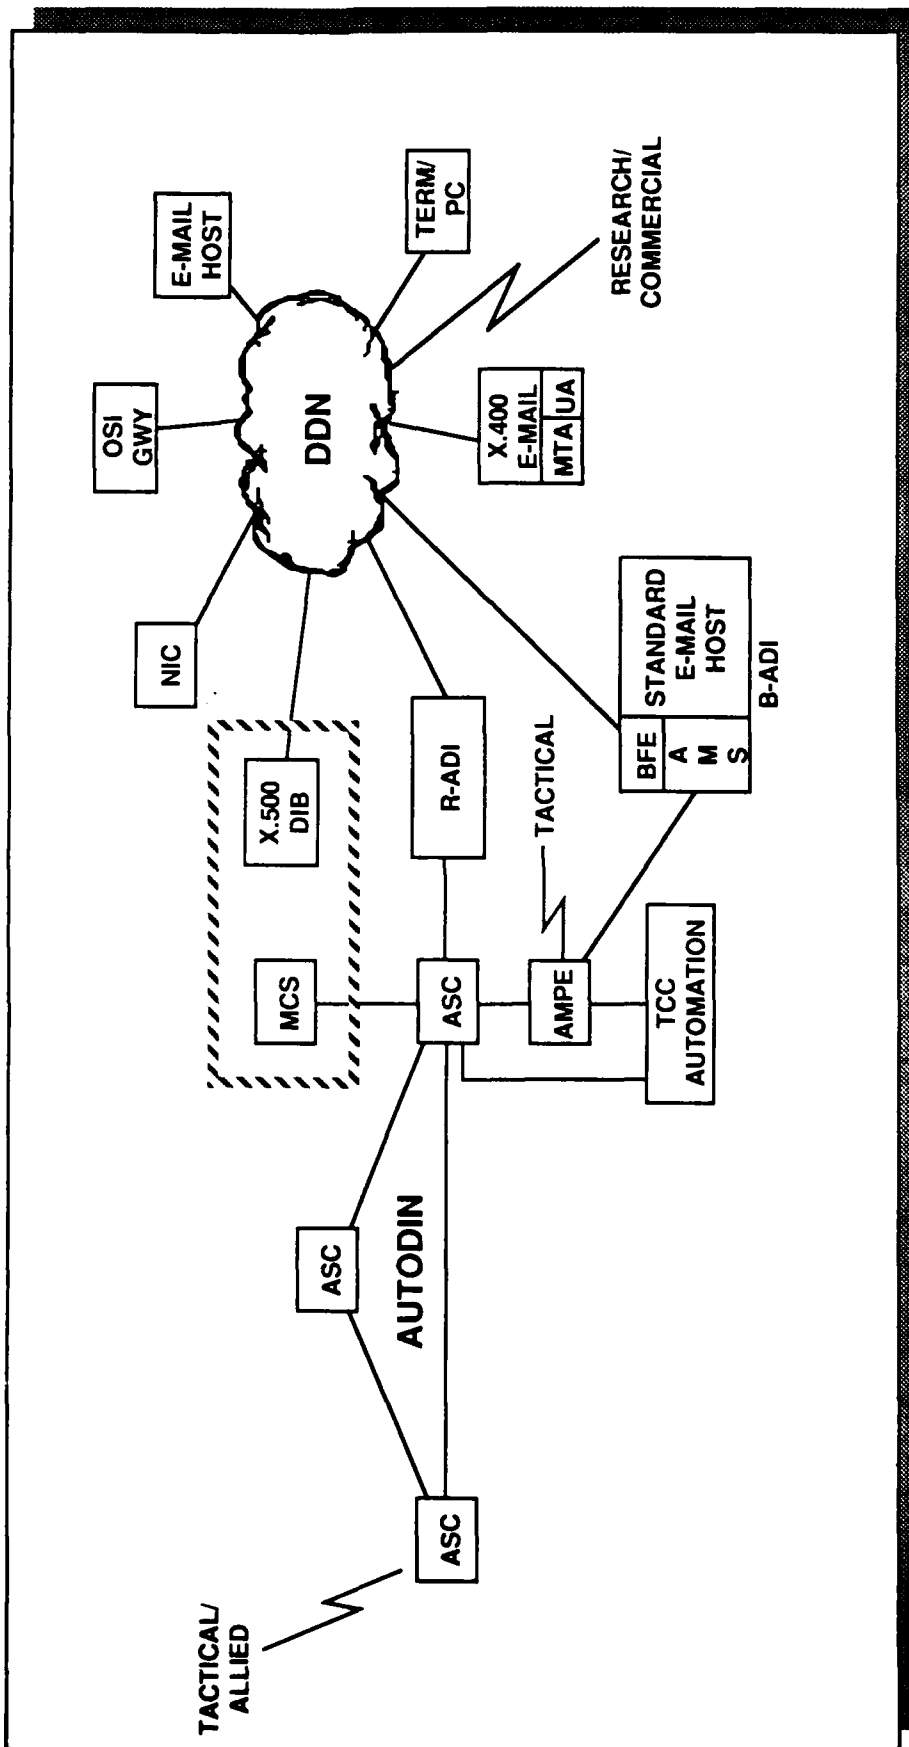 TACTICAL/
ALLIED
ASC
ASC
AUTODIN
MCS
X.500
DIB
ASC
R-ADI
AMPE
TACTICAL
TCC
AUTOMATION
NIC
OSI
GWY
E-MAIL
HOST
DDN
TERM/
PC
X.400
E-MAIL
MTA UA
RESEARCH/
COMMERCIAL
BFE
A
M
S
STANDARD
E-MAIL
HOST
B-ADI